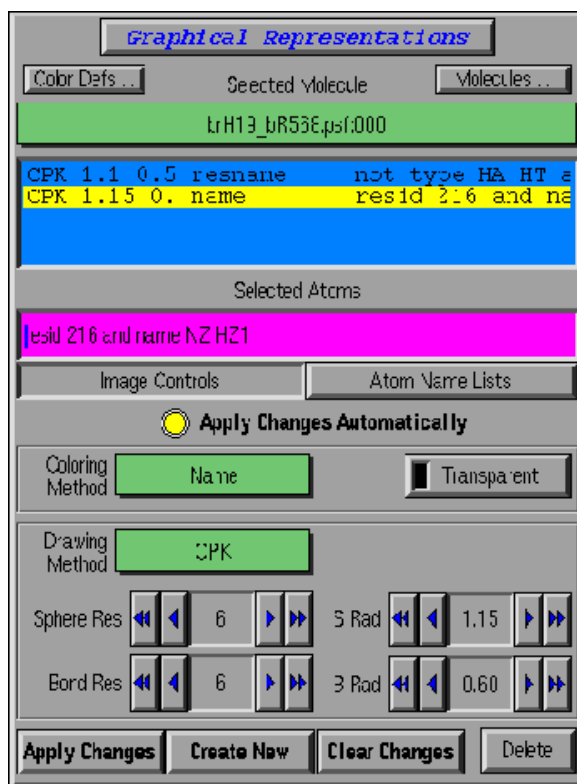 Graphical Representations
Color Defs ...
Selected Molecule
Molecules ...
brH19_bR568.psf:000
CPK 1.1 0.5 resname not type HA HT a
CPK 1.15 0. name resid 216 and na
Selected Atoms
resid 216 and name NZ HZ1
Image Controls
Atom Name Lists
Apply Changes Automatically
Coloring Method
Name
Transparent
Drawing Method
CPK
Sphere Res 6
S Rad 1.15
Bond Res 6
B Rad 0.60
Apply Changes
Create New
Clear Changes
Delete